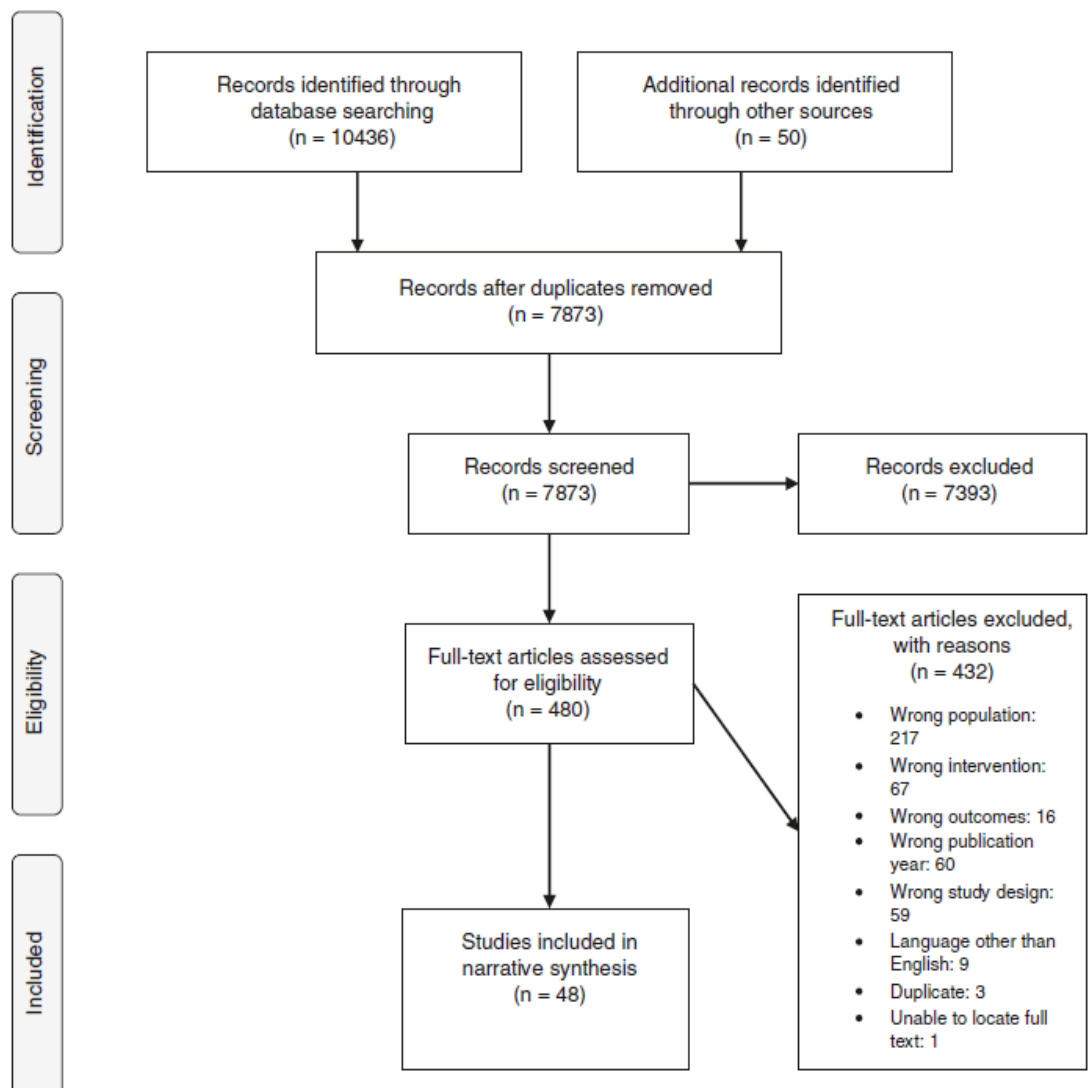 Identification
Records identified through
database searching
(n = 10436)
Additional records identified
through other sources
(n = 50)
Records after duplicates removed
(n = 7873)
Screening
Records screened
(n = 7873)
Records excluded
(n = 7393)
Eligibility
Full-text articles assessed
for eligibility
(n = 480)
Full-text articles excluded,
with reasons
(n = 432)
• Wrong population:
217
• Wrong intervention:
67
• Wrong outcomes: 16
• Wrong publication
year: 60
• Wrong study design:
59
• Language other than
English: 9
• Duplicate: 3
• Unable to locate full
text: 1
Included
Studies included in
narrative synthesis
(n = 48)